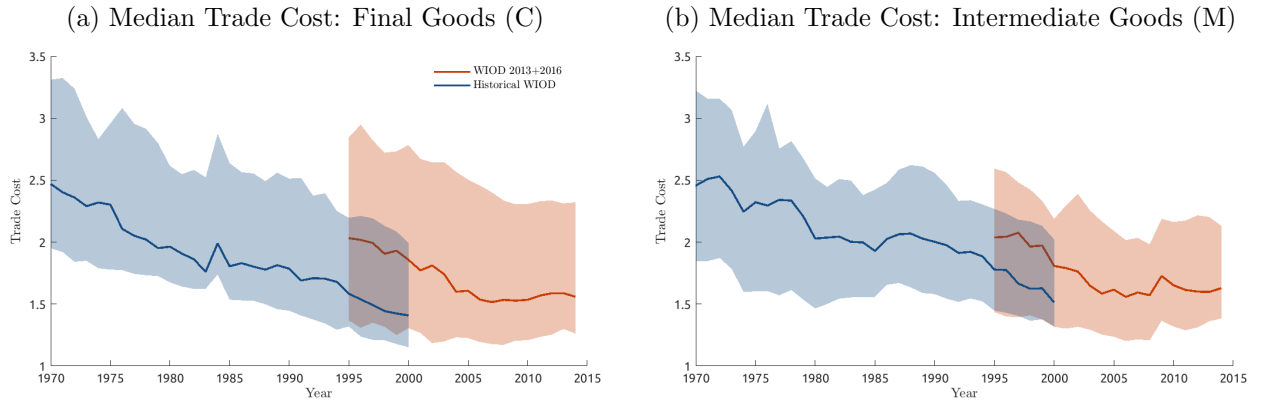 (a) Median Trade Cost: Final Goods (C)
3.5
3
2.5
2
1.5
1
Trade Cost
WIOD 2013+2016
Historical WIOD
1970 1975 1980 1985 1990 1995 2000 2005 2010 2015
Year
(b) Median Trade Cost: Intermediate Goods (M)
3.5
3
2.5
2
1.5
1
Trade Cost
1970 1975 1980 1985 1990 1995 2000 2005 2010 2015
Year